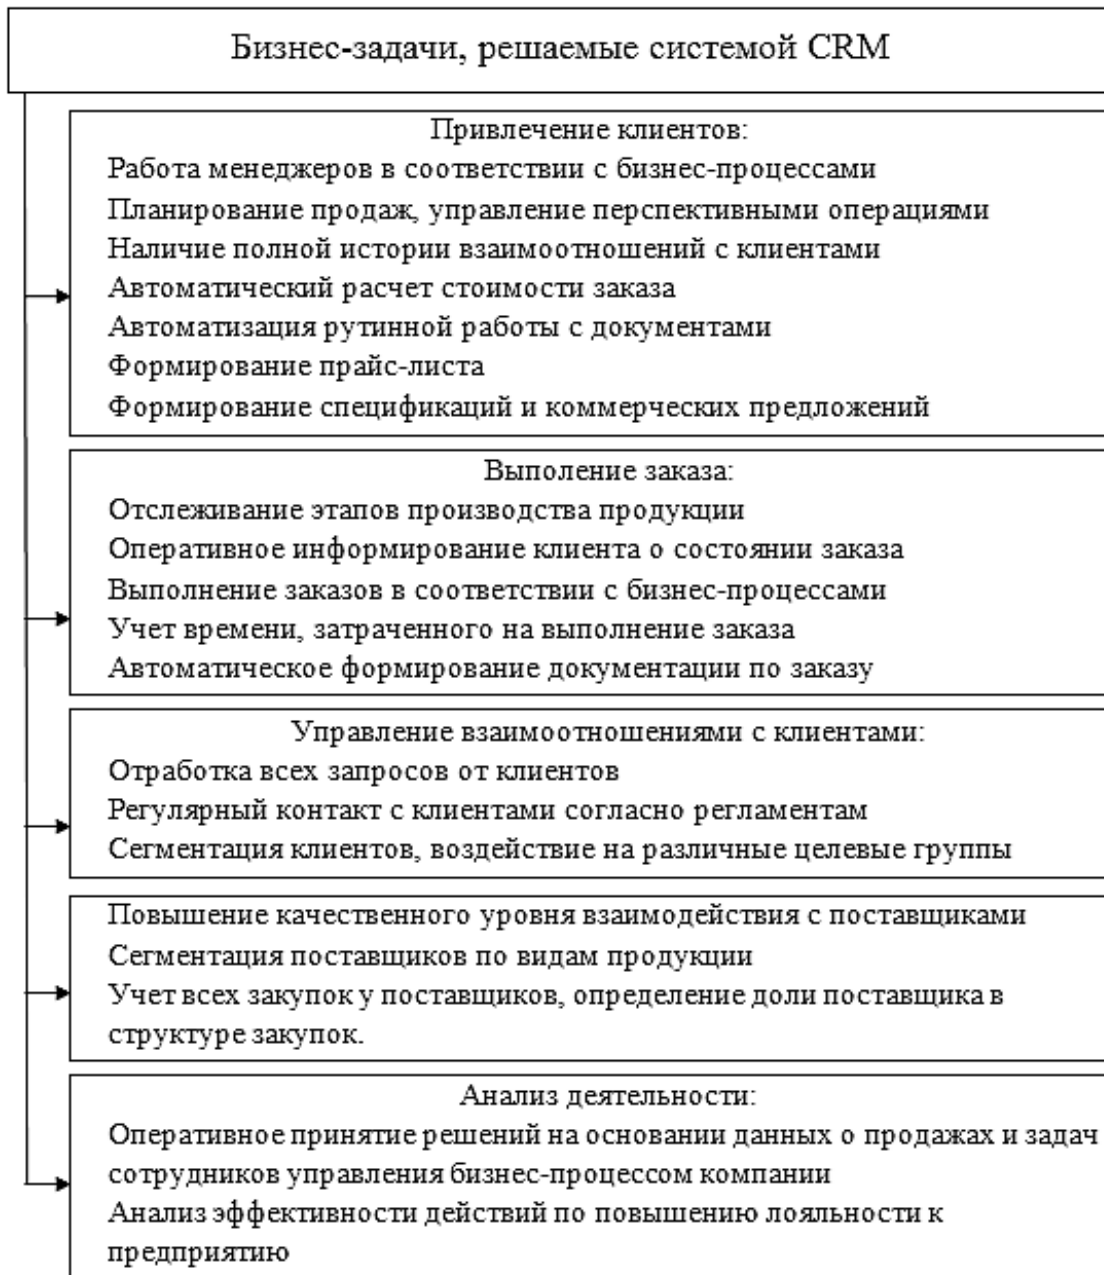 Бизнес-задачи, решаемые системой CRM
Привлечение клиентов:
Работа менеджеров в соответствии с бизнес-процессами
Планирование продаж, управление перспективными операциями
Наличие полной истории взаимоотношений с клиентами
Автоматический расчет стоимости заказа
Автоматизация рутинной работы с документами
Формирование прайс-листа
Формирование спецификаций и коммерческих предложений
Выполение заказа:
Отслеживание этапов производства продукции
Оперативное информирование клиента о состоянии заказа
Выполнение заказов в соответствии с бизнес-процессами
Учет времени, затраченного на выполнение заказа
Автоматическое формирование документации по заказу
Управление взаимоотношениями с клиентами:
Отработка всех запросов от клиентов
Регулярный контакт с клиентами согласно регламентам
Сегментация клиентов, воздействие на различные целевые группы
Повышение качественного уровня взаимодействия с поставщиками
Сегментация поставщиков по видам продукции
Учет всех закупок у поставщиков, определение доли поставщика в
структуре закупок.
Анализ деятельности:
Оперативное принятие решений на основании данных о продажах и задач
сотрудников управления бизнес-процессом компании
Анализ эффективности действий по повышению лояльности к
предприятию